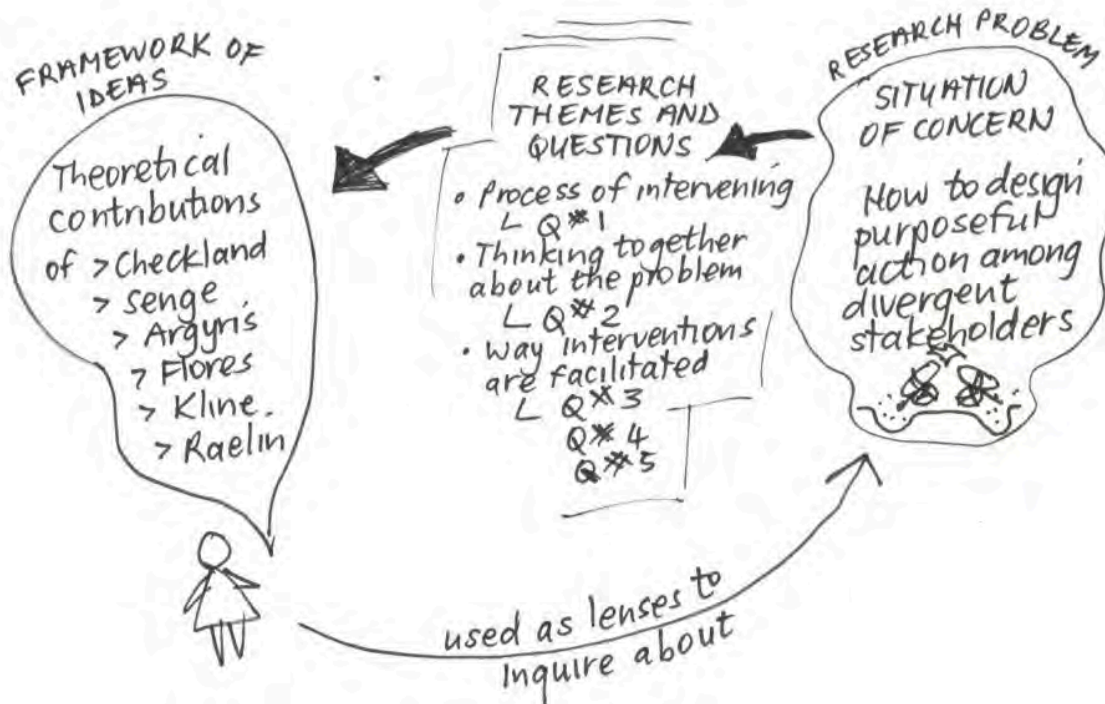 FRAMEWORK OF
IDEAS
Theoretical
contributions
of > Checkland
> Senge
> Argyris
> Flores
> Kline.
> Raelin
RESEARCH
THEMES AND
QUESTIONS
• Process of intervening
L Q#1
• Thinking together
about the problem
L Q#2
• Way interventions
are facilitated
L Q#3
Q#4
Q#5
RESEARCH PROBLEM
SITUATION
OF CONCERN
How to design
purposeful
action among
divergent
stakeholders
used as lenses to
inquire about